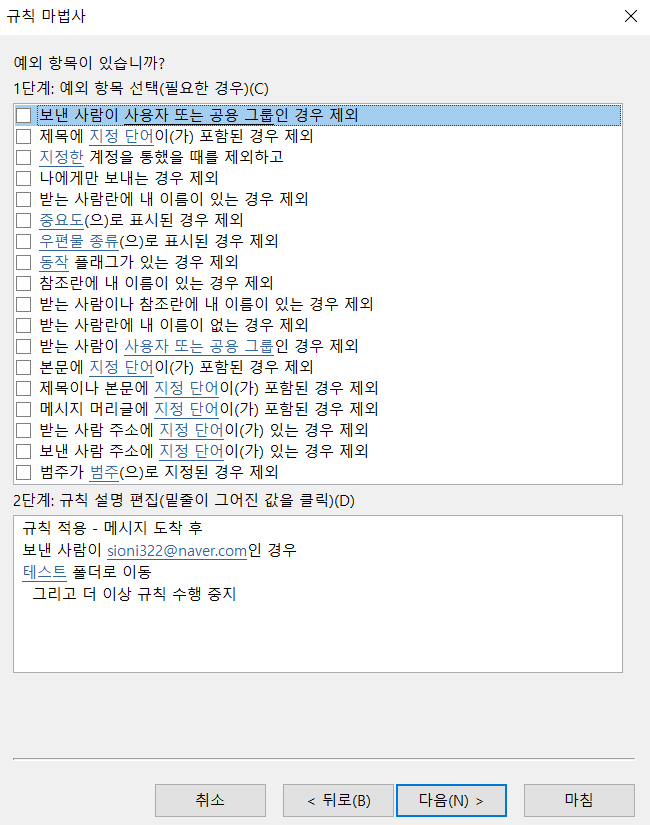 규칙 마법사
예외 항목이 있습니까?
1단계: 예외 항목 선택(필요한 경우)(C)
보낸 사람이 사용자 또는 공용 그룹인 경우 제외
제목에 지정 단어이(가) 포함된 경우 제외
지정한 계정을 통했을 때를 제외하고
나에게만 보내는 경우 제외
받는 사람란에 내 이름이 있는 경우 제외
중요도(으)로 표시된 경우 제외
우편물 종류(으)로 표시된 경우 제외
동작 플래그가 있는 경우 제외
참조란에 내 이름이 있는 경우 제외
받는 사람이나 참조란에 내 이름이 있는 경우 제외
받는 사람란에 내 이름이 없는 경우 제외
받는 사람이 사용자 또는 공용 그룹인 경우 제외
본문에 지정 단어이(가) 포함된 경우 제외
제목이나 본문에 지정 단어이(가) 포함된 경우 제외
메시지 머리글에 지정 단어이(가) 포함된 경우 제외
받는 사람 주소에 지정 단어이(가) 있는 경우 제외
보낸 사람 주소에 지정 단어이(가) 있는 경우 제외
범주가 범주(으)로 지정된 경우 제외
2단계: 규칙 설명 편집(밑줄이 그어진 값을 클릭)(D)
규칙 적용 - 메시지 도착 후
보낸 사람이 sioni322@naver.com인 경우
테스트 폴더로 이동
그리고 더 이상 규칙 수행 중지
취소 < 뒤로(B) 다음(N) > 마침